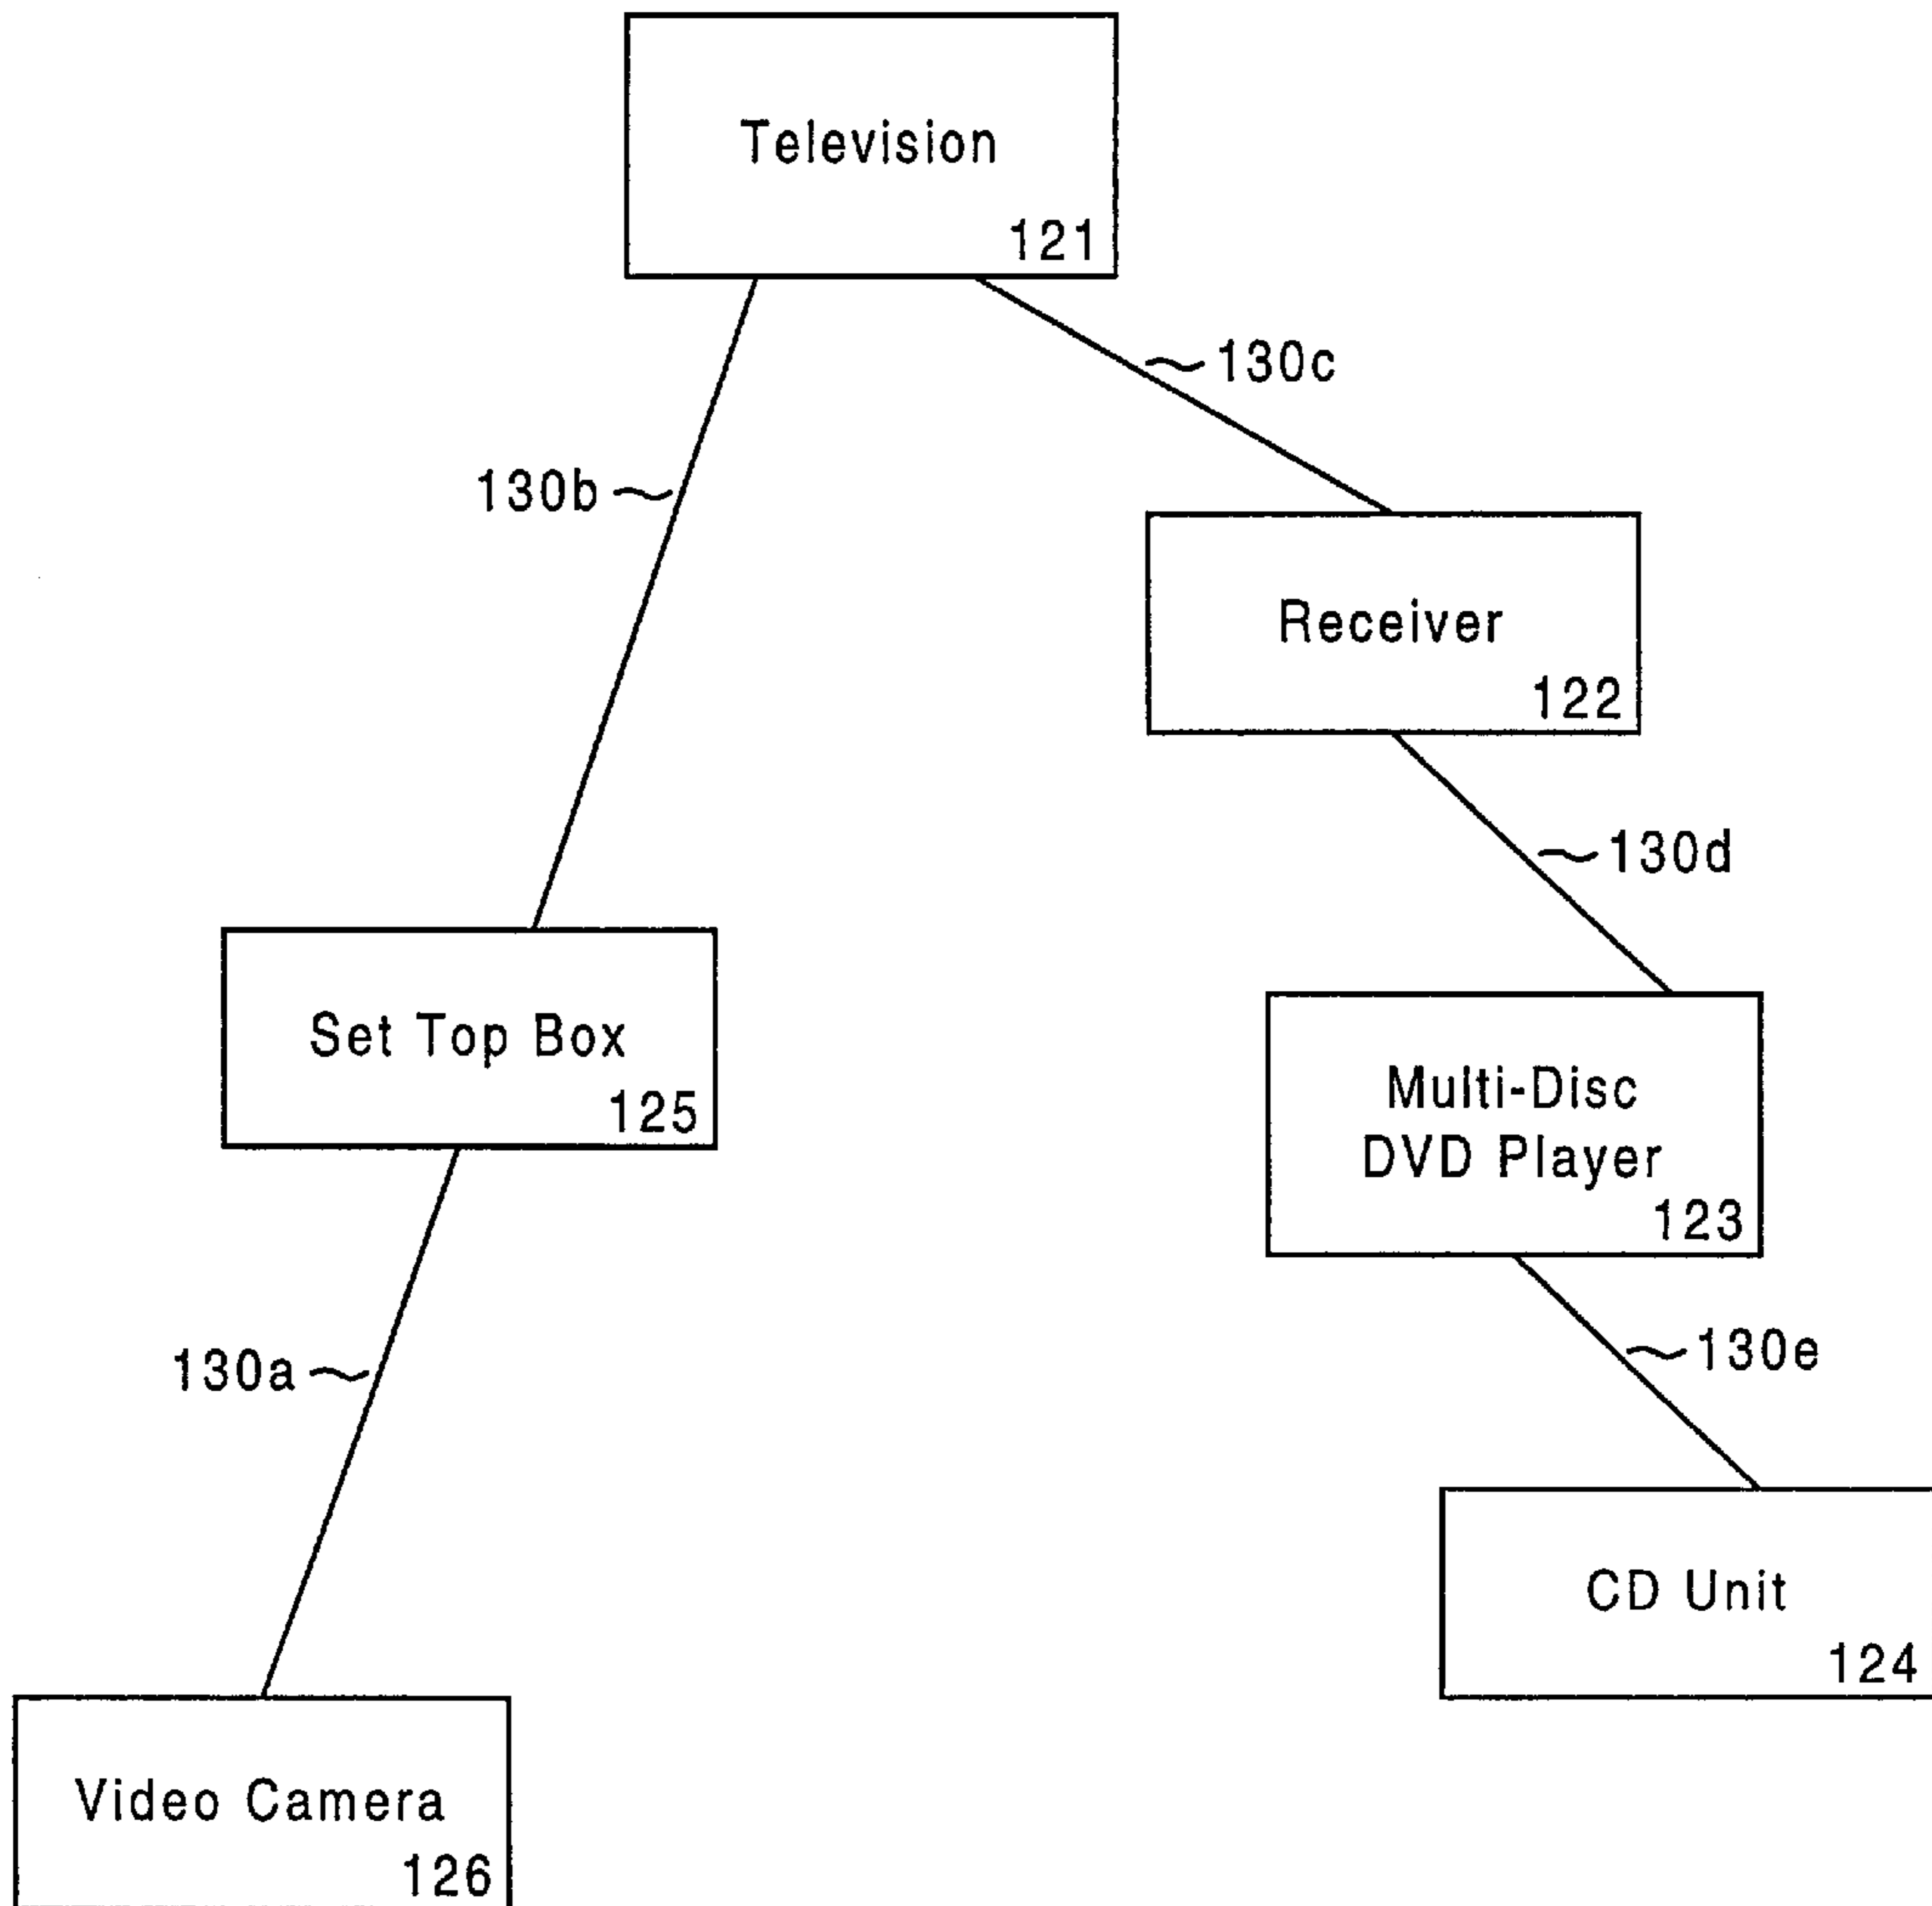 Television
121
130c
130b
Receiver
122
130d
Set Top Box
125
Multi-Disc
DVD Player
123
130a
130e
CD Unit
124
Video Camera
126